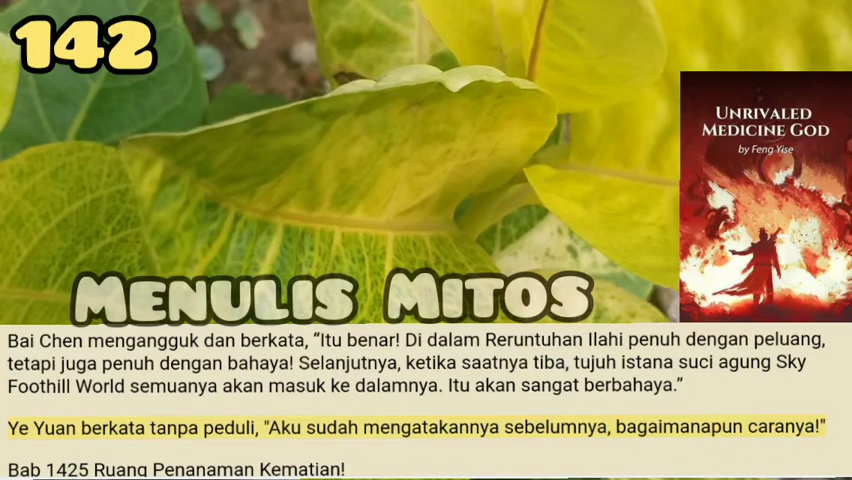 142
UNRIVALED
MEDICINE GOD
by Feng Yise
MENULIS MITOS
Bai Chen mengangguk dan berkata, “Itu benar! Di dalam Reruntuhan Ilahi penuh dengan peluang,
tetapi juga penuh dengan bahaya! Selanjutnya, ketika saatnya tiba, tujuh istana suci agung Sky
Foothill World semuanya akan masuk ke dalamnya. Itu akan sangat berbahaya.”
Ye Yuan berkata tanpa peduli, "Aku sudah mengatakannya sebelumnya, bagaimanapun caranya!"
Bab 1425 Ruang Penanaman Kematian!